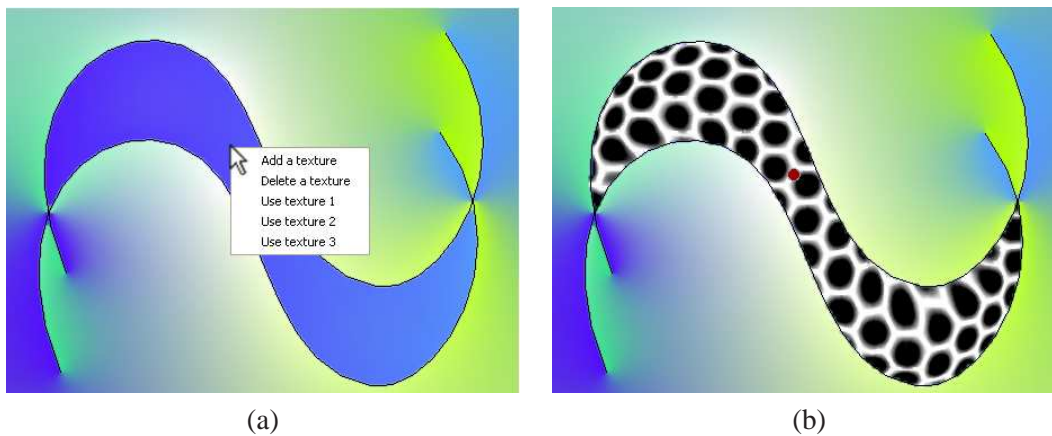 Add a texture
Delete a texture
Use texture 1
Use texture 2
Use texture 3
(a)
(b)